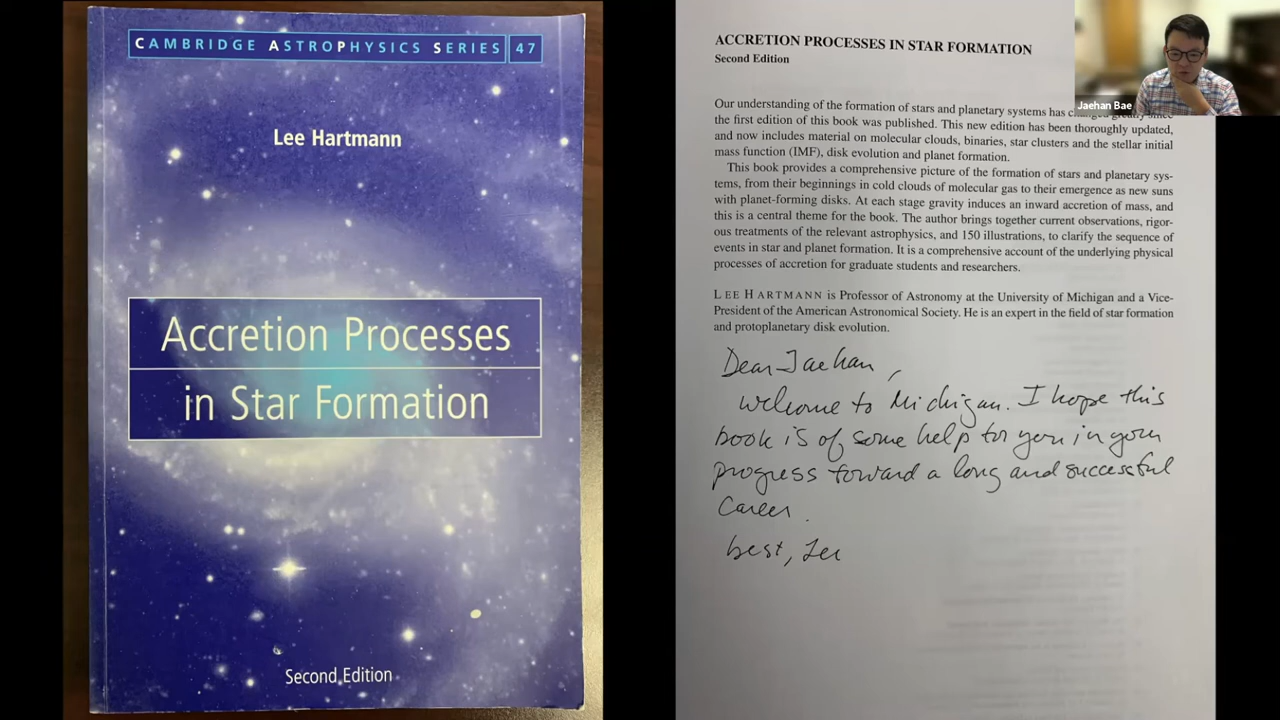 CAMBRIDGE ASTROPHYSICS SERIES 47
Lee Hartmann
Accretion Processes
in Star Formation
Second Edition
ACCRETION PROCESSES IN STAR FORMATION
Second Edition
Our understanding of the formation of stars and planetary systems has changed greatly since
the first edition of this book was published. This new edition has been thoroughly updated,
and now includes material on molecular clouds, binaries, star clusters and the stellar initial
mass function (IMF), disk evolution and planet formation.
This book provides a comprehensive picture of the formation of stars and planetary sys-
tems, from their beginnings in cold clouds of molecular gas to their emergence as new suns
with planet-forming disks. At each stage gravity induces an inward accretion of mass, and
this is a central theme for the book. The author brings together current observations, rigor-
ous treatments of the relevant astrophysics, and 150 illustrations, to clarify the sequence of
events in star and planet formation. It is a comprehensive account of the underlying physical
processes of accretion for graduate students and researchers.
LEE HARTMANN is Professor of Astronomy at the University of Michigan and a Vice-
President of the American Astronomical Society. He is an expert in the field of star formation
and protoplanetary disk evolution.
Dear Jaehan,
Welcome to Michigan. I hope this
book is of some help for you in your
progress toward a long and successful
career.
best, Lee
Jaehan Bae